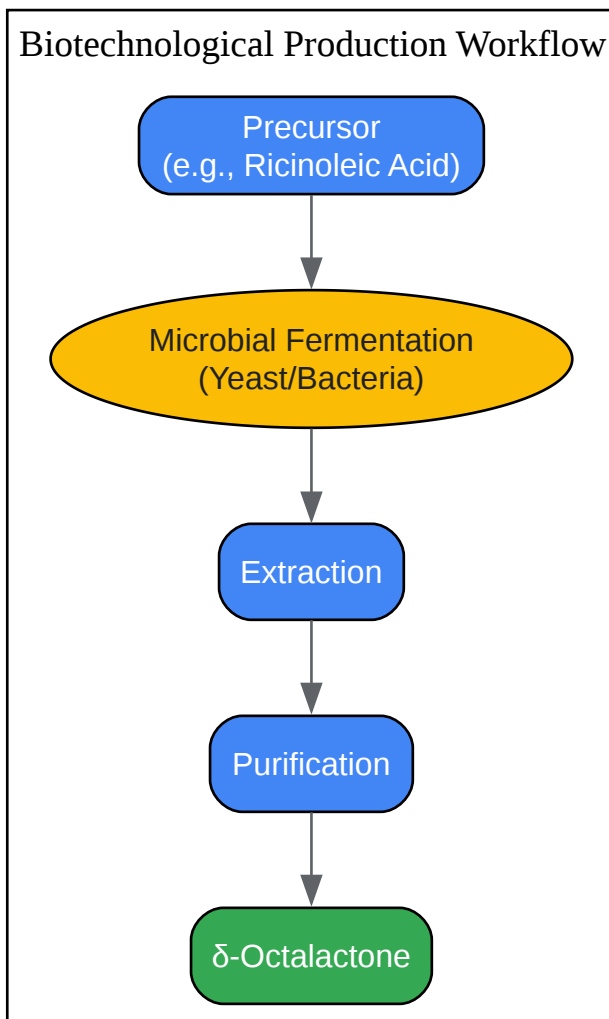 Biotechnological Production Workflow
Precursor
(e.g., Ricinoleic Acid)
Microbial Fermentation
(Yeast/Bacteria)
Extraction
Purification
δ-Octalactone